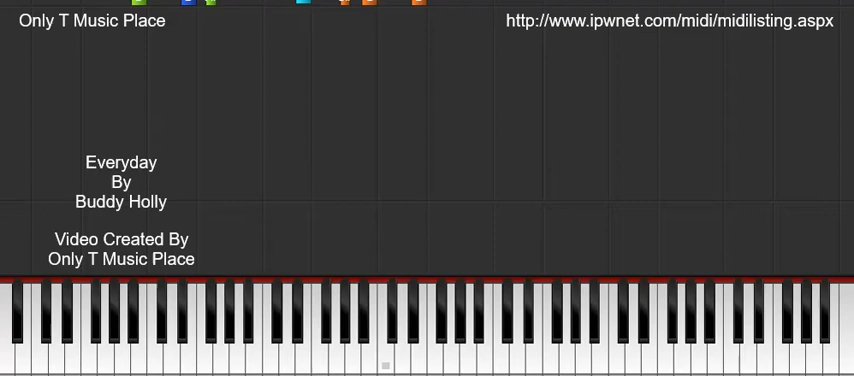 Only T Music Place
http://www.ipwnet.com/midi/midilisting.aspx
Everyday
By
Buddy Holly
Video Created By
Only T Music Place